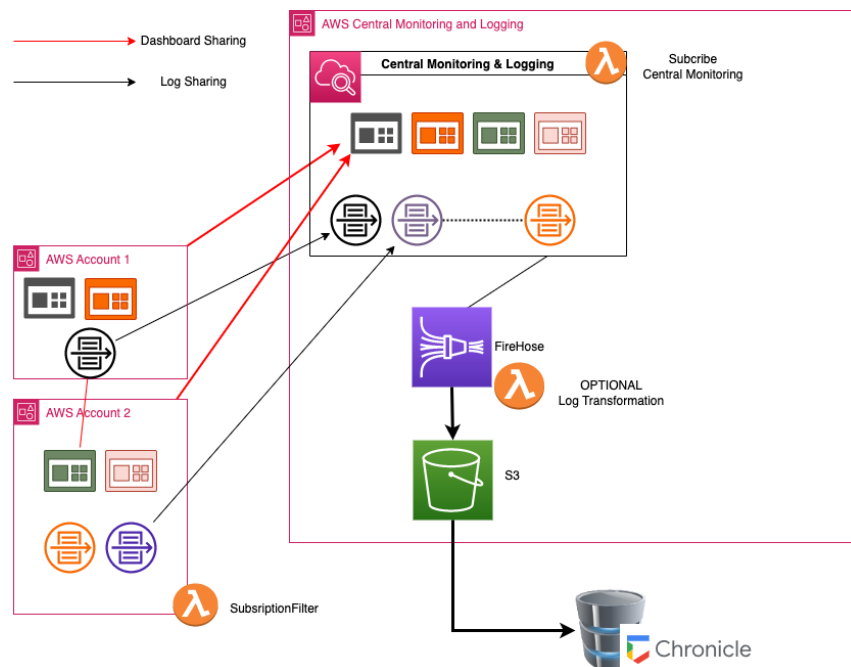 Dashboard Sharing
Log Sharing
AWS Central Monitoring and Logging
Central Monitoring & Logging
Subcribe
Central Monitoring
AWS Account 1
AWS Account 2
SubsriptionFilter
FireHose
OPTIONAL
Log Transformation
S3
Chronicle